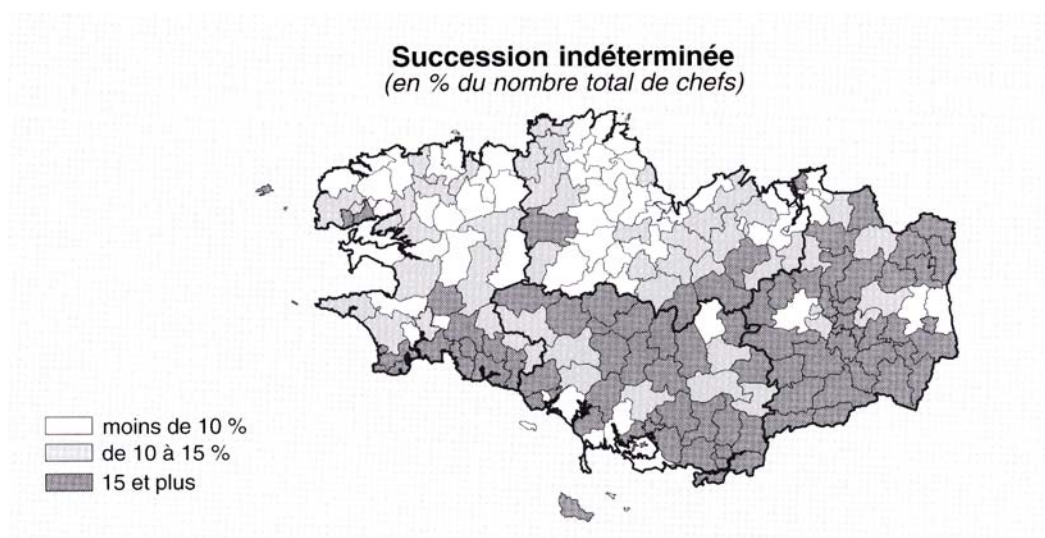 Succession indéterminée
(en % du nombre total de chefs)
moins de 10 %
de 10 à 15 %
15 et plus